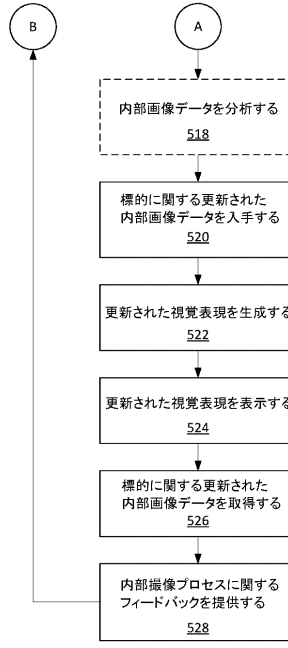 B
A
内部画像データを分析する
518
標的に関する更新された
内部画像データを入手する
520
更新された視覚表現を生成する
522
更新された視覚表現を表示する
524
標的に関する更新された
内部画像データを取得する
526
内部撮像プロセスに関する
フィードバックを提供する
528